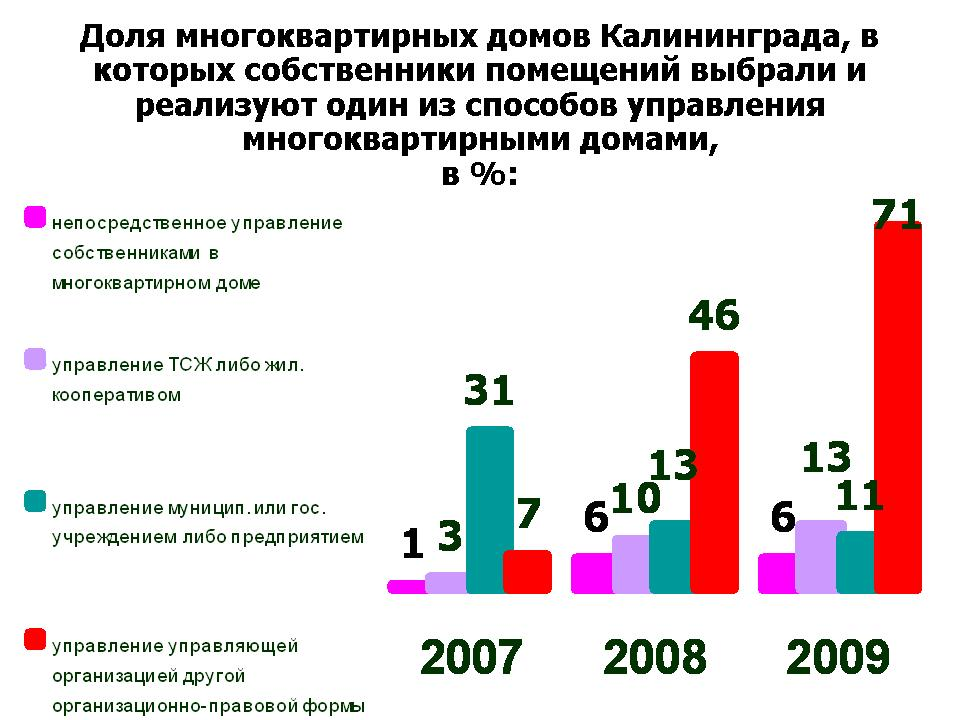 Доля многоквартирных домов Калининграда, в
которых собственники помещений выбрали и
реализуют один из способов управления
многоквартирными домами,
в %:
непосредственное управление
собственниками в
многоквартирном доме
управление ТСЖ либо жил.
кооперативом
управление муницип. или гос.
учреждением либо предприятием
управление управляющей
организацией другой
организационно-правовой формы
1 3 31 7
6 10 13 46
6 13 11 71
2007 2008 2009